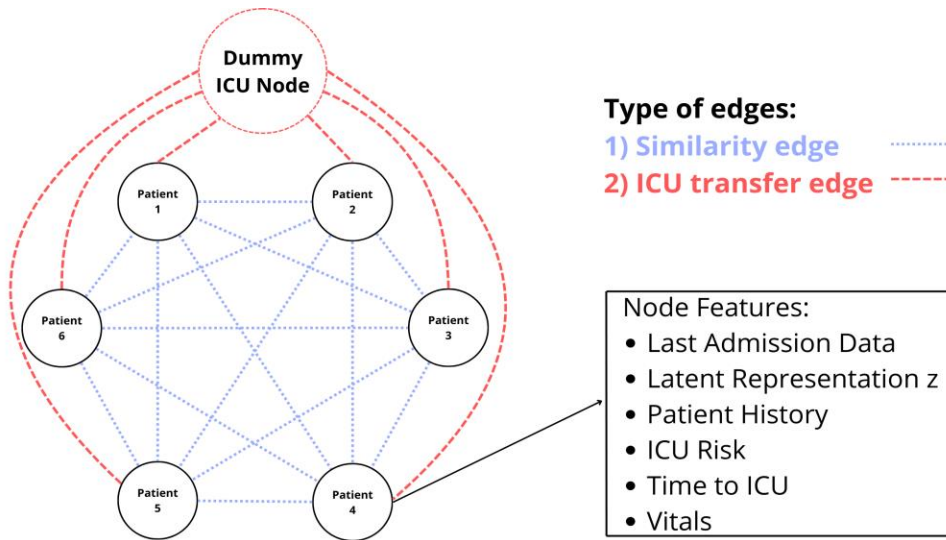 Dummy
ICU Node
Type of edges:
1) Similarity edge
2) ICU transfer edge
Patient
1
Patient
2
Patient
6
Patient
3
Patient
5
Patient
4
Node Features:
• Last Admission Data
• Latent Representation z
• Patient History
• ICU Risk
• Time to ICU
• Vitals